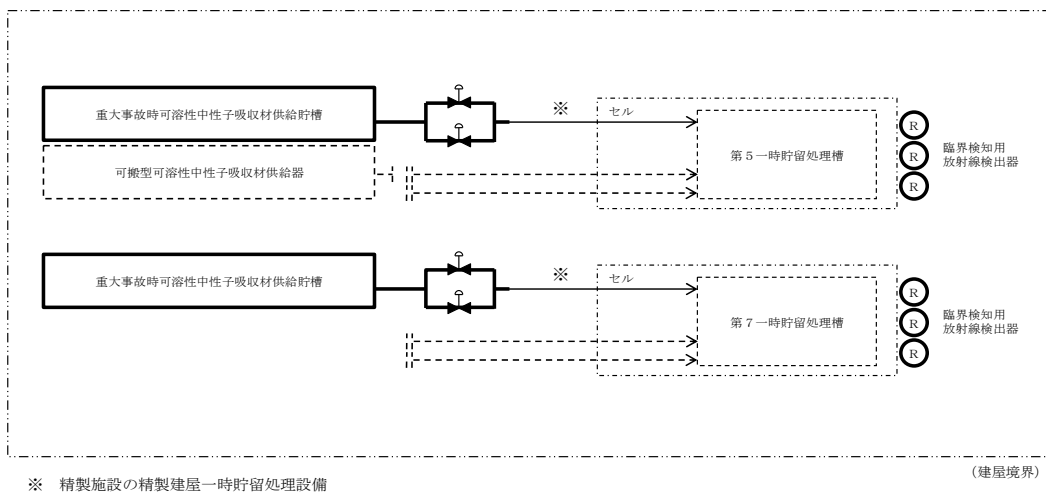 重大事故時可溶性中性子吸収材供給貯槽
※
セル
R
臨界検知用
放射線検出器
第5一時貯留処理槽
R
可搬型可溶性中性子吸収材供給器
R
重大事故時可溶性中性子吸収材供給貯槽
※
セル
R
臨界検知用
放射線検出器
第7一時貯留処理槽
R
R
(建屋境界)
※ 精製施設の精製建屋一時貯留処理設備